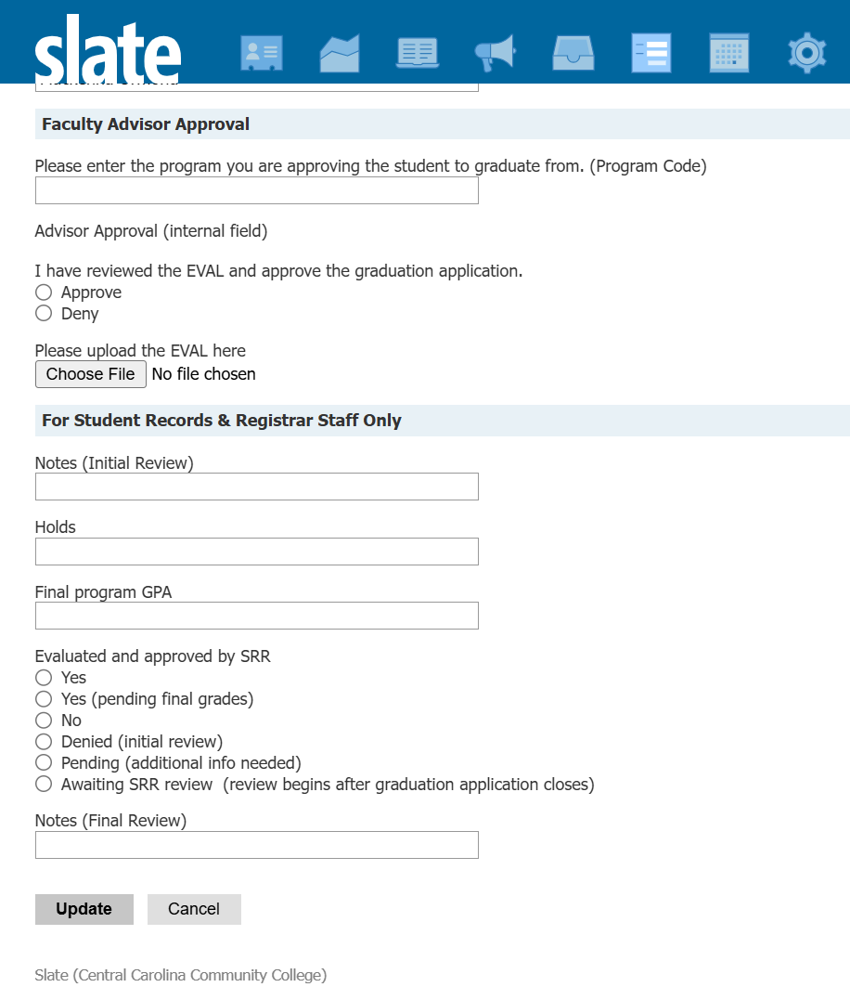 slate
Faculty Advisor Approval
Please enter the program you are approving the student to graduate from. (Program Code)
Advisor Approval (internal field)
I have reviewed the EVAL and approve the graduation application.
Approve
Deny
Please upload the EVAL here
Choose File No file chosen
For Student Records & Registrar Staff Only
Notes (Initial Review)
Holds
Final program GPA
Evaluated and approved by SRR
Yes
Yes (pending final grades)
No
Denied (initial review)
Pending (additional info needed)
Awaiting SRR review  (review begins after graduation application closes)
Notes (Final Review)
Update Cancel
Slate (Central Carolina Community College)